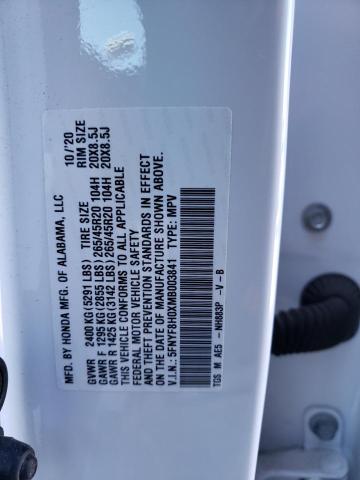 MFD. BY HONDA MFG. OF ALABAMA, LLC 10/'20
GVWR 2400 KG (5291 LBS) TIRE SIZE RIM SIZE
GAWR F 1295 KG (2855 LBS) 265/45R20 104H 20X8.5J
GAWR R 1425 KG (3142 LBS) 265/45R20 104H 20X8.5J
THIS VEHICLE CONFORMS TO ALL APPLICABLE
FEDERAL MOTOR VEHICLE SAFETY, BUMPER,
AND THEFT PREVENTION STANDARDS IN EFFECT
ON THE DATE OF MANUFACTURE SHOWN ABOVE.
V.I.N.: 5FNYF8H0XMB003841 TYPE: MPV
TGS M AE5 -NH883P -V-B